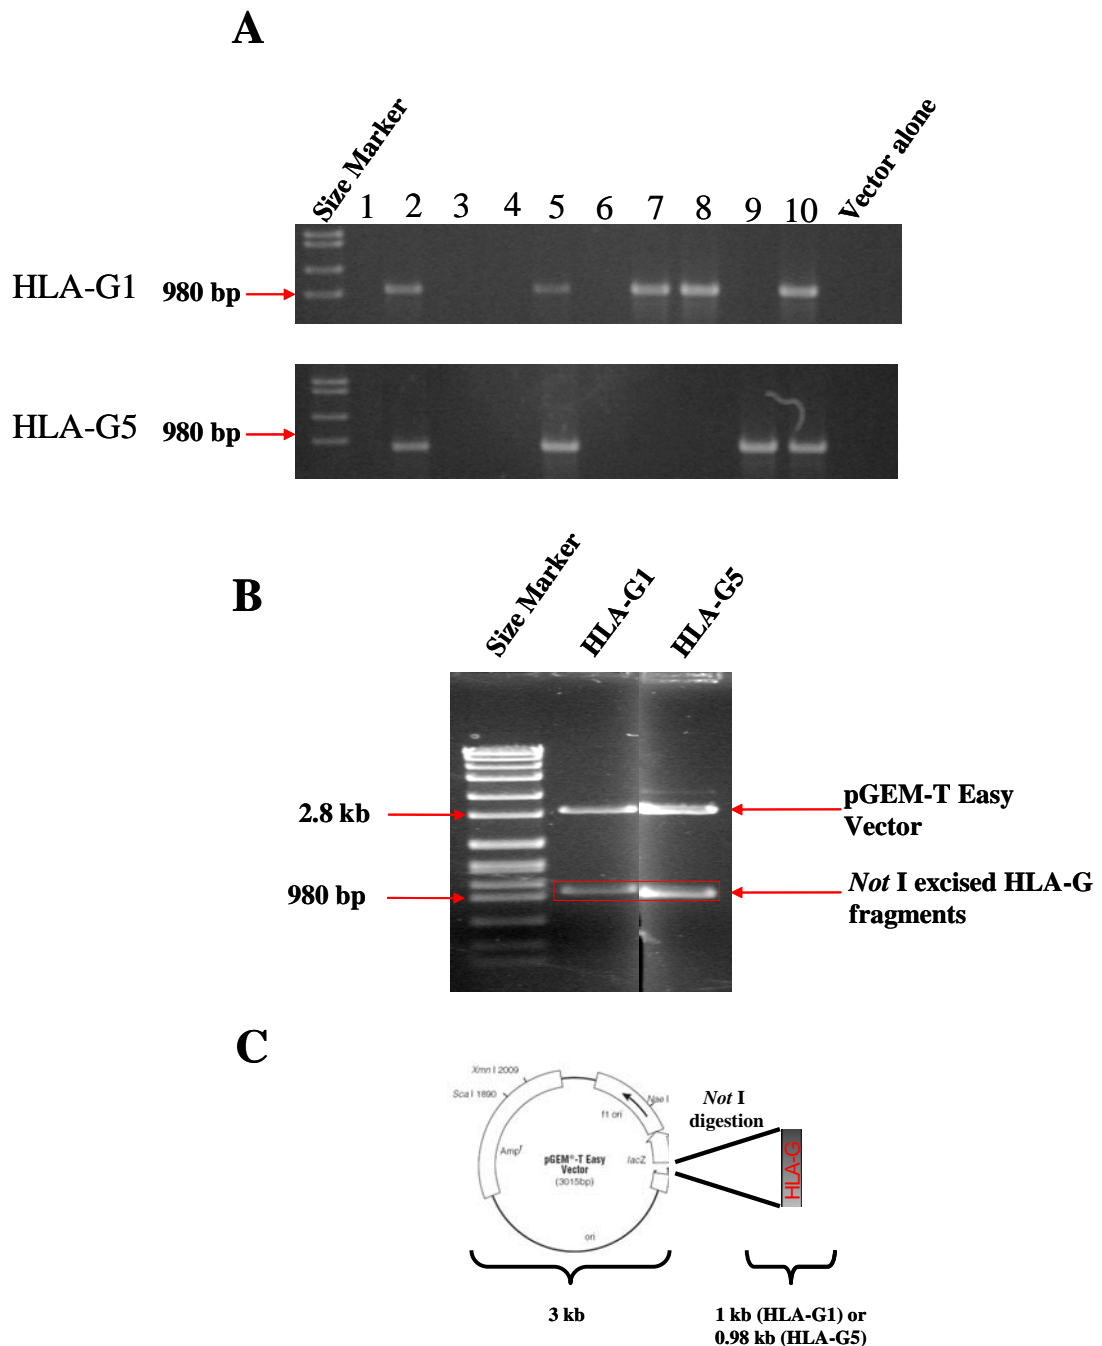 A
Size Marker
1 2 3 4 5 6 7 8 9 10
Vector alone
HLA-G1
980 bp
HLA-G5
980 bp
B
Size Marker
HLA-G1
HLA-G5
2.8 kb
980 bp
pGEM-T Easy
Vector
Not I excised HLA-G
fragments
C
Xmn I 2009
Sca I 1890
Nae I
f1 ori
Ampʳ
lacZ
pGEM®-T Easy
Vector
(3015bp)
ori
Not I
digestion
HLA-G
3 kb
1 kb (HLA-G1) or
0.98 kb (HLA-G5)